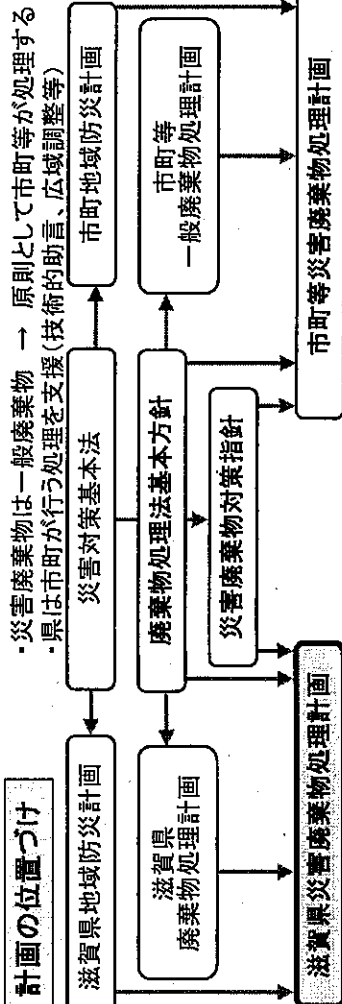 計画の位置づけ
・災害廃棄物は一般廃棄物 → 原則として市町等が処理する
・県は市町が行う処理を支援(技術的助言、広域調整等)
滋賀県地域防災計画
災害対策基本法
市町地域防災計画
滋賀県
廃棄物処理計画
廃棄物処理法基本方針
市町等
一般廃棄物処理計画
災害廃棄物対策指針
滋賀県災害廃棄物処理計画
市町等災害廃棄物処理計画